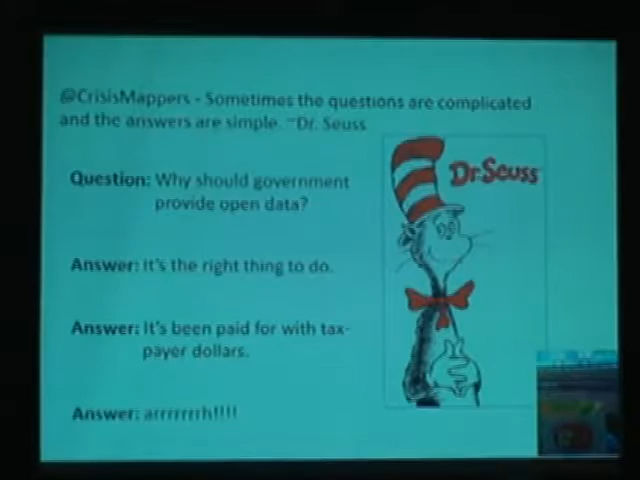 @CrisisMappers - Sometimes the questions are complicated
and the answers are simple. ~Dr. Seuss
Dr. Seuss
Question: Why should government
provide open data?
Answer: It's the right thing to do.
Answer: It's been paid for with tax-
payer dollars.
Answer: arrrrrrrh!!!!